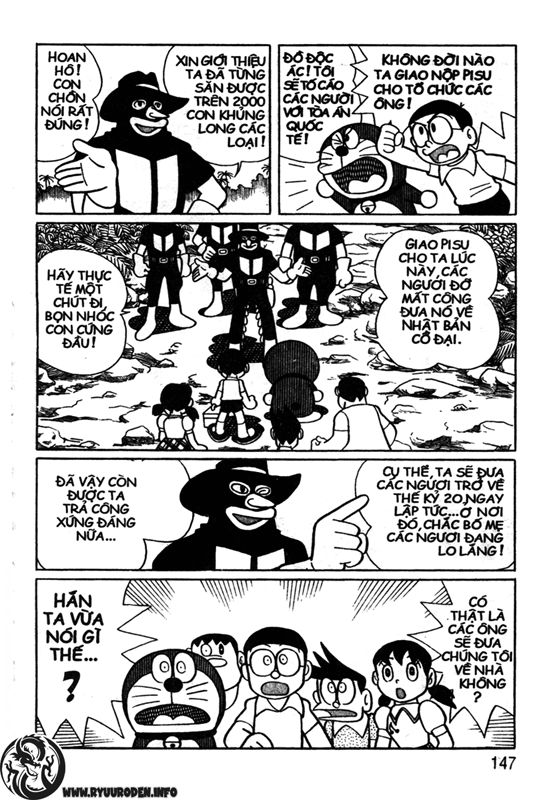 KHÔNG ĐỜI NÀO
TA GIAO NỘP PISU
CHO TỔ CHỨC CÁC
ÔNG!
ĐỒ ĐỘC
ÁC! TÔI
SẼ TỐ CÁO
CÁC NGƯỜI
VỚI TÒA ÁN
QUỐC
TẾ!
XIN GIỚI THIỆU
TA ĐÃ TỪNG
SĂN ĐƯỢC
TRÊN 2,000
CON KHỦNG
LONG CÁC
LOẠI!
HOAN
HÔ!
CON
CHỒN
NÓI RẤT
ĐÚNG!
GIAO PISU
CHO TA LÚC
NÀY, CÁC
NGƯƠI ĐỠ
MẤT CÔNG
ĐƯA NÓ VỀ
NHẬT BẢN
CỔ ĐẠI.
HÃY THỰC
TẾ MỘT
CHÚT ĐI,
BỌN NHÓC
CON CỨNG
ĐẦU!
CỤ THỂ, TA SẼ ĐƯA
CÁC NGƯƠI TRỞ VỀ
THẾ KỶ 20, NGAY
LẬP TỨC... Ở NƠI
ĐÓ, CHẮC BỐ MẸ
CÁC NGƯƠI ĐANG
LO LẮNG!
ĐÃ VẬY CÒN
ĐƯỢC TA
TRẢ CÔNG
XỨNG ĐÁNG
NỮA...
CÓ
THẬT LÀ
CÁC ÔNG
SẼ ĐƯA
CHÚNG TÔI
VỀ NHÀ
KHÔNG
?
HẮN
TA VỪA
NÓI GÌ
THẾ...
?
147
WWW.RYUURODEN.INFO